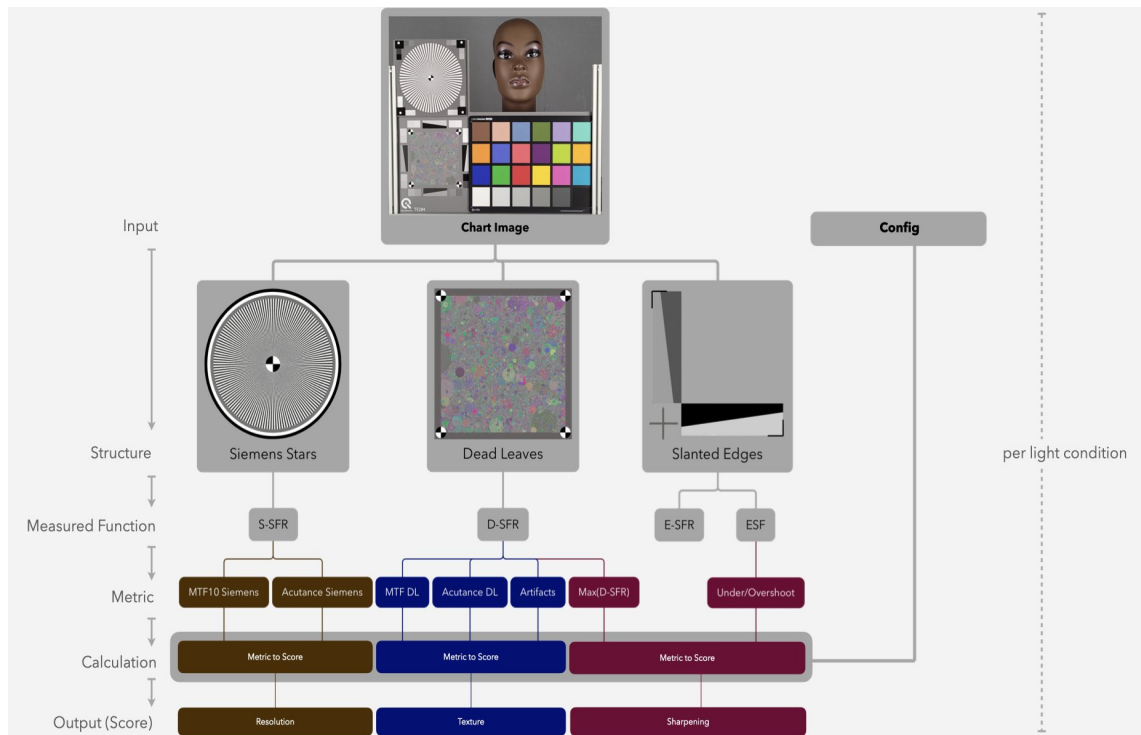 Chart Image
Input
Config
Structure
Siemens Stars
Dead Leaves
Slanted Edges
per light condition
Measured Function
S-SFR
D-SFR
E-SFR
ESF
Metric
MTF10 Siemens
Acutance Siemens
MTF DL
Acutance DL
Artifacts
Max(D-SFR)
Under/Overshoot
Calculation
Metric to Score
Metric to Score
Metric to Score
Output (Score)
Resolution
Texture
Sharpening